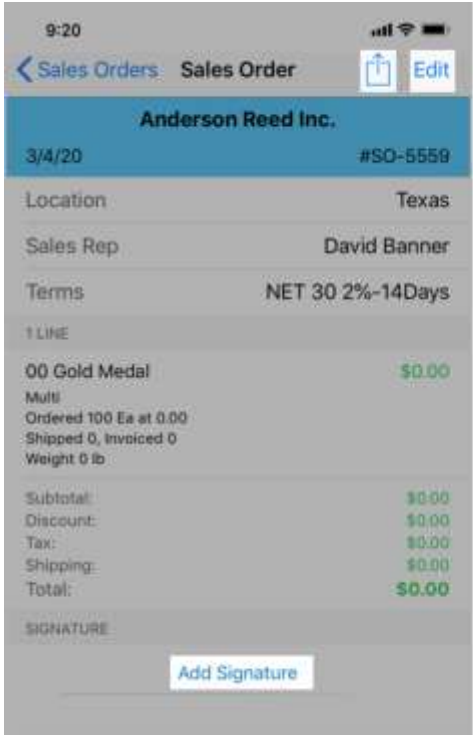 9:20
Sales Orders Sales Order Edit
Anderson Reed Inc.
3/4/20 #SO-5559
Location Texas
Sales Rep David Banner
Terms NET 30 2%-14Days
1 LINE
00 Gold Medal $0.00
Multi
Ordered 100 Ea at 0.00
Shipped 0, Invoiced 0
Weight 0 lb
Subtotal: $0.00
Discount: $0.00
Tax: $0.00
Shipping: $0.00
Total: $0.00
SIGNATURE
Add Signature